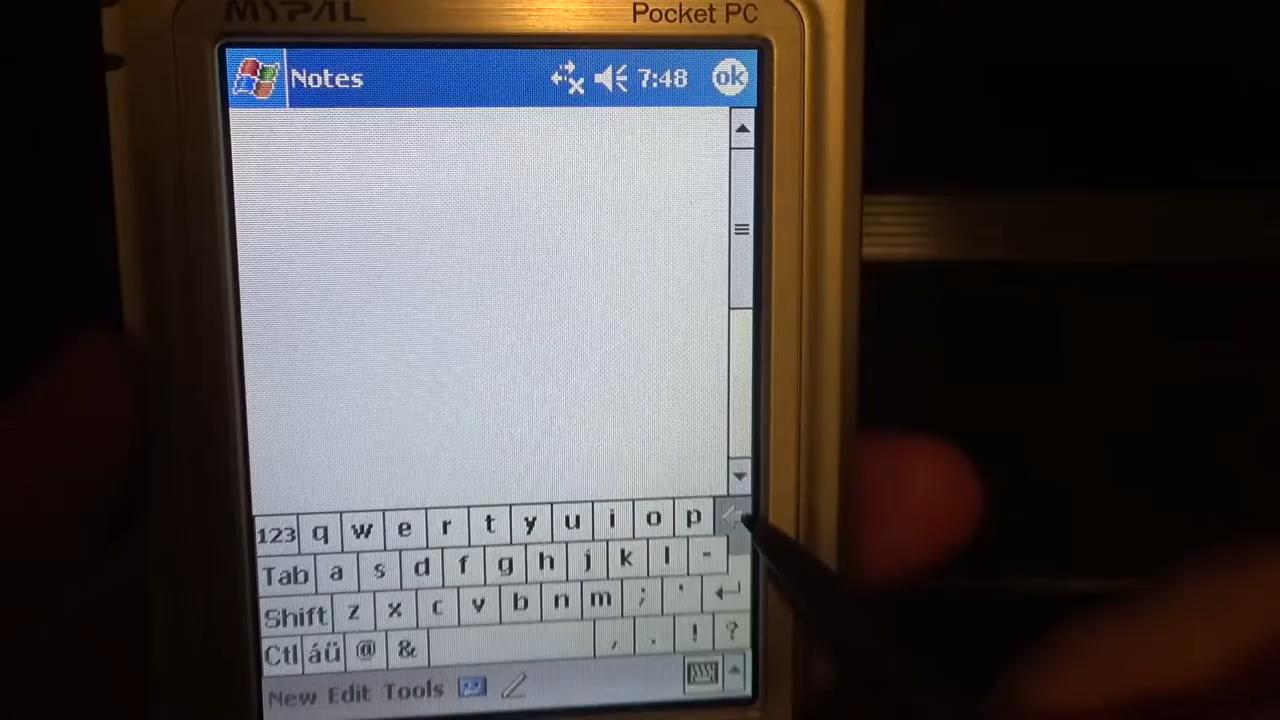 MYPAL Pocket PC
Notes 7:48 ok
123 q w e r t y u i o p
Tab a s d f g h j k l -
Shift z x c v b n m ; '
Ctl áü @ & , . ! ?
New Edit Tools